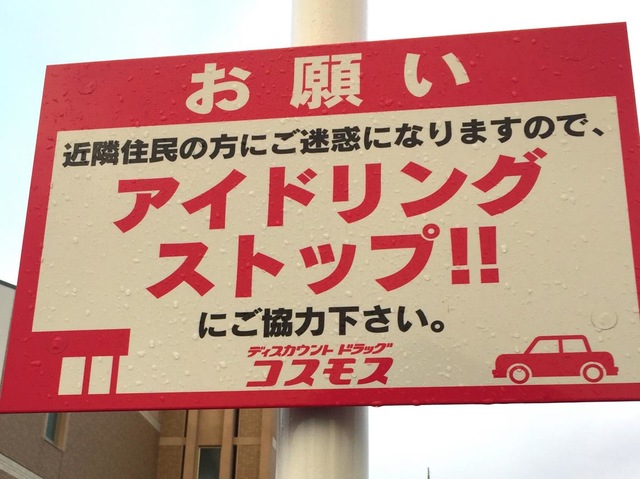 お願い
近隣住民の方にご迷惑になりますので、
アイドリング
ストップ!!
にご協力下さい。
ディスカウント ドラッグ
コスモス